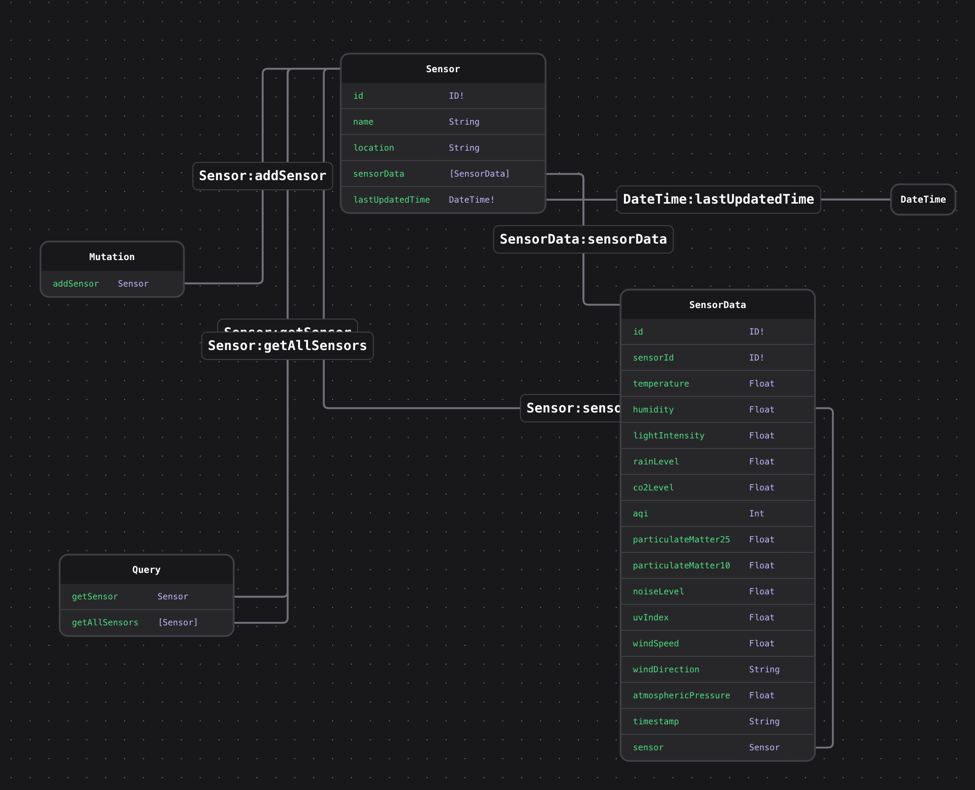 Sensor
id ID!
name String
location String
sensorData [SensorData]
lastUpdatedTime DateTime!
Sensor:addSensor
DateTime:lastUpdatedTime
DateTime
SensorData:sensorData
Mutation
addSensor Sensor
Sensor:getSensor
Sensor:getAllSensors
SensorData
id ID!
sensorId ID!
temperature Float
humidity Float
Sensor:senso
lightIntensity Float
rainLevel Float
co2Level Float
aqi Int
particulateMatter25 Float
particulateMatter10 Float
noiseLevel Float
uvIndex Float
windSpeed Float
windDirection String
atmosphericPressure Float
timestamp String
sensor Sensor
Query
getSensor Sensor
getAllSensors [Sensor]